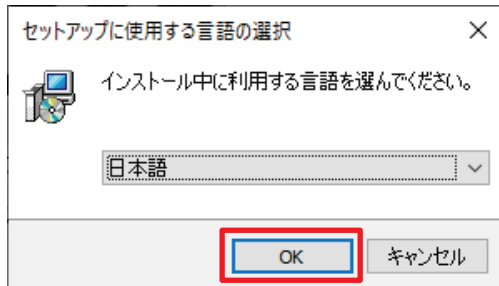 セットアップに使用する言語の選択
インストール中に利用する言語を選んでください。
日本語
OK
キャンセル